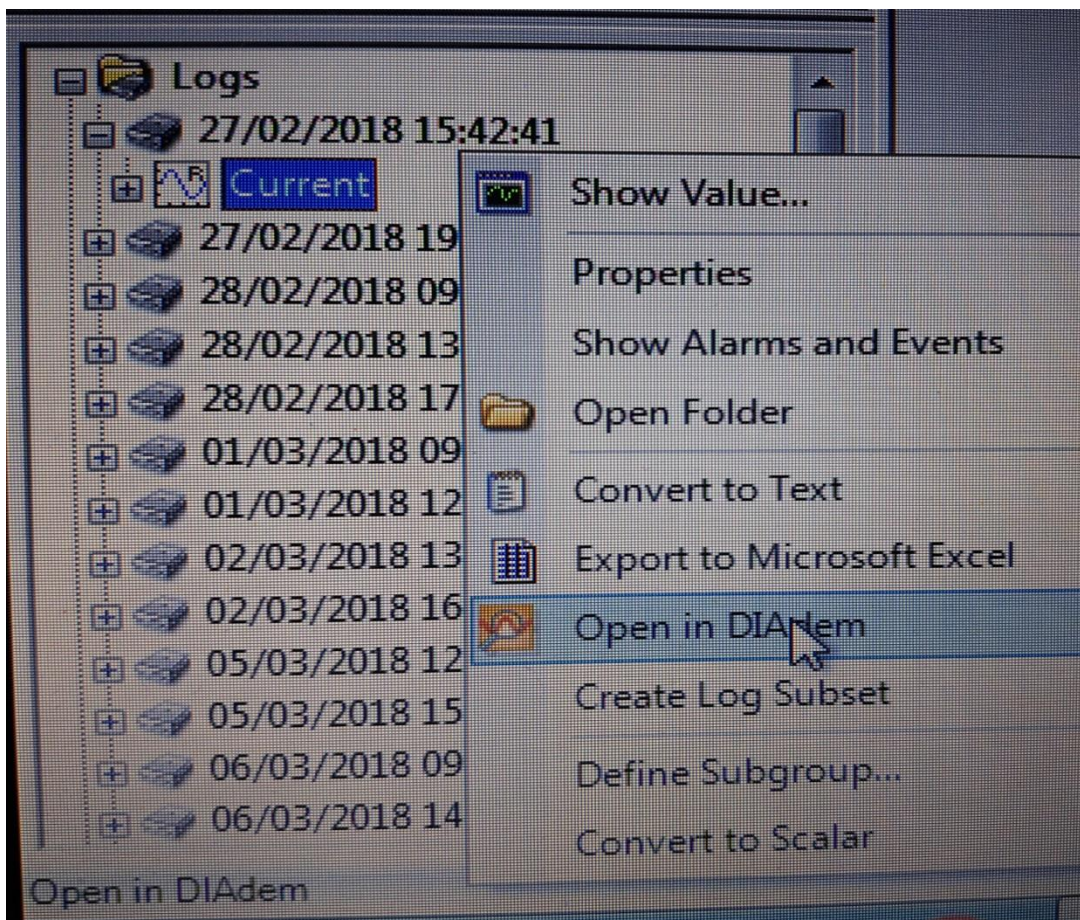 Logs
27/02/2018 15:42:41
Current
27/02/2018 19
28/02/2018 09
28/02/2018 13
28/02/2018 17
01/03/2018 09
01/03/2018 12
02/03/2018 13
02/03/2018 16
05/03/2018 12
05/03/2018 15
06/03/2018 09
06/03/2018 14
Open in DIAdem
Show Value...
Properties
Show Alarms and Events
Open Folder
Convert to Text
Export to Microsoft Excel
Open in DIAdem
Create Log Subset
Define Subgroup...
Convert to Scalar